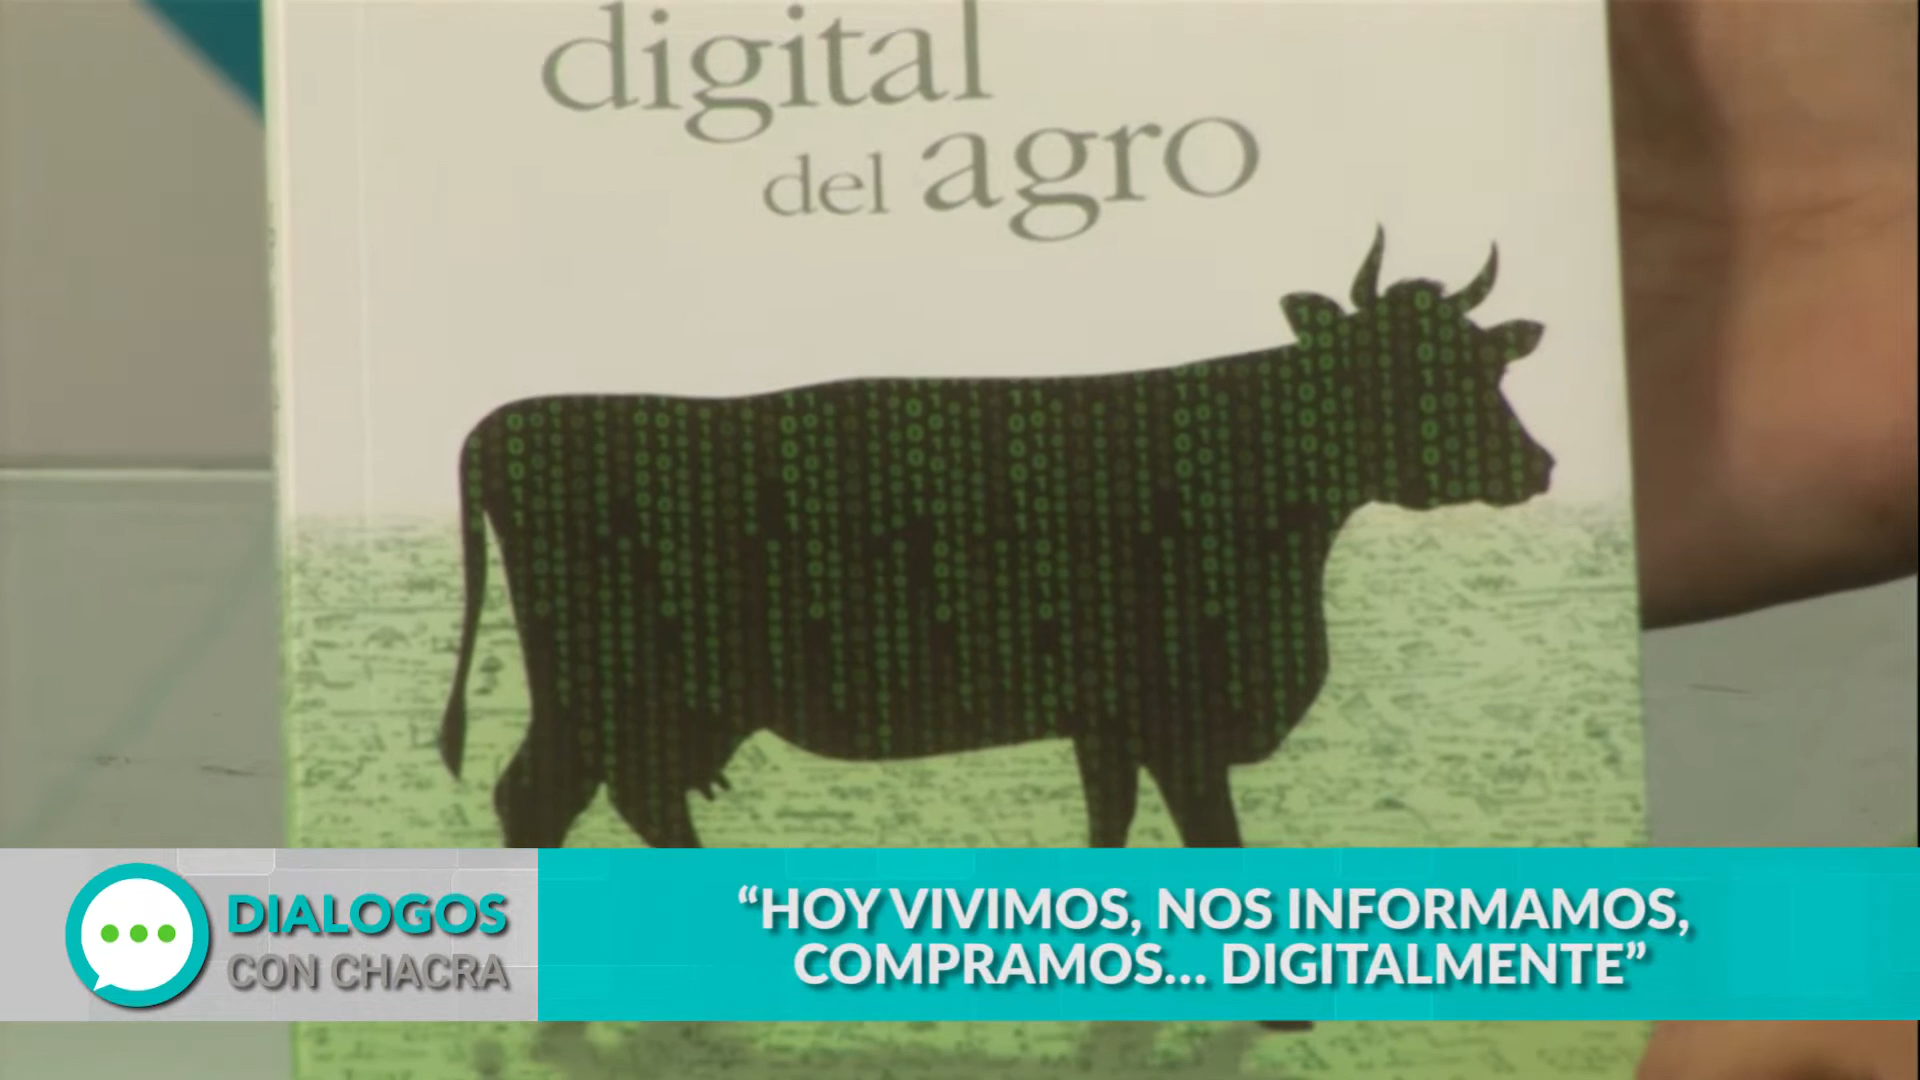 digital
del agro
DIALOGOS
CON CHACRA
“HOY VIVIMOS, NOS INFORMAMOS,
COMPRAMOS... DIGITALMENTE”